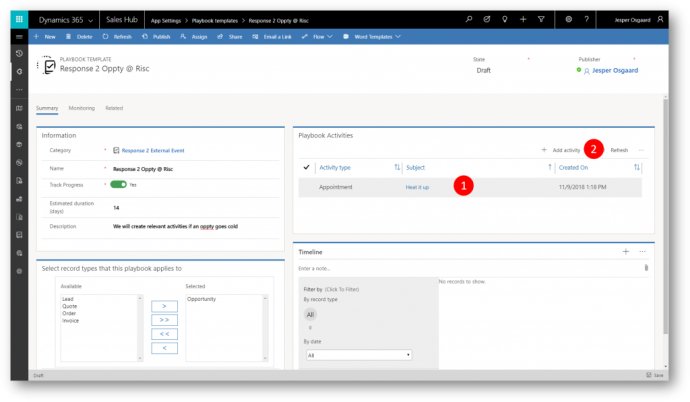 Dynamics 365
Sales Hub
App Settings > Playbook templates > Response 2 Oppty @ Risc
Jesper Osgaard
New
Delete
Refresh
Publish
Assign
Share
Email a Link
Flow
Word Templates
PLAYBOOK TEMPLATE
Response 2 Oppty @ Risc
State
Draft
Publisher
Jesper Osgaard
Summary
Monitoring
Related
Information
Category * Response 2 External Event
Name * Response 2 Oppty @ Risc
Track Progress * Yes
Estimated duration (days) 14
Description We will create relevant activities if an oppty goes cold
Playbook Activities
Add activity 2 Refresh
Activity type Subject Created On
Appointment Heat it up 1 11/9/2018 1:18 PM
Select record types that this playbook applies to
Available
Selected
Lead
Quote
Order
Invoice
Opportunity
>
>>
<<
<
Timeline
Enter a note...
Filter by (Click To Filter)
By record type
All
By date
All
No records to show.
Draft
Save